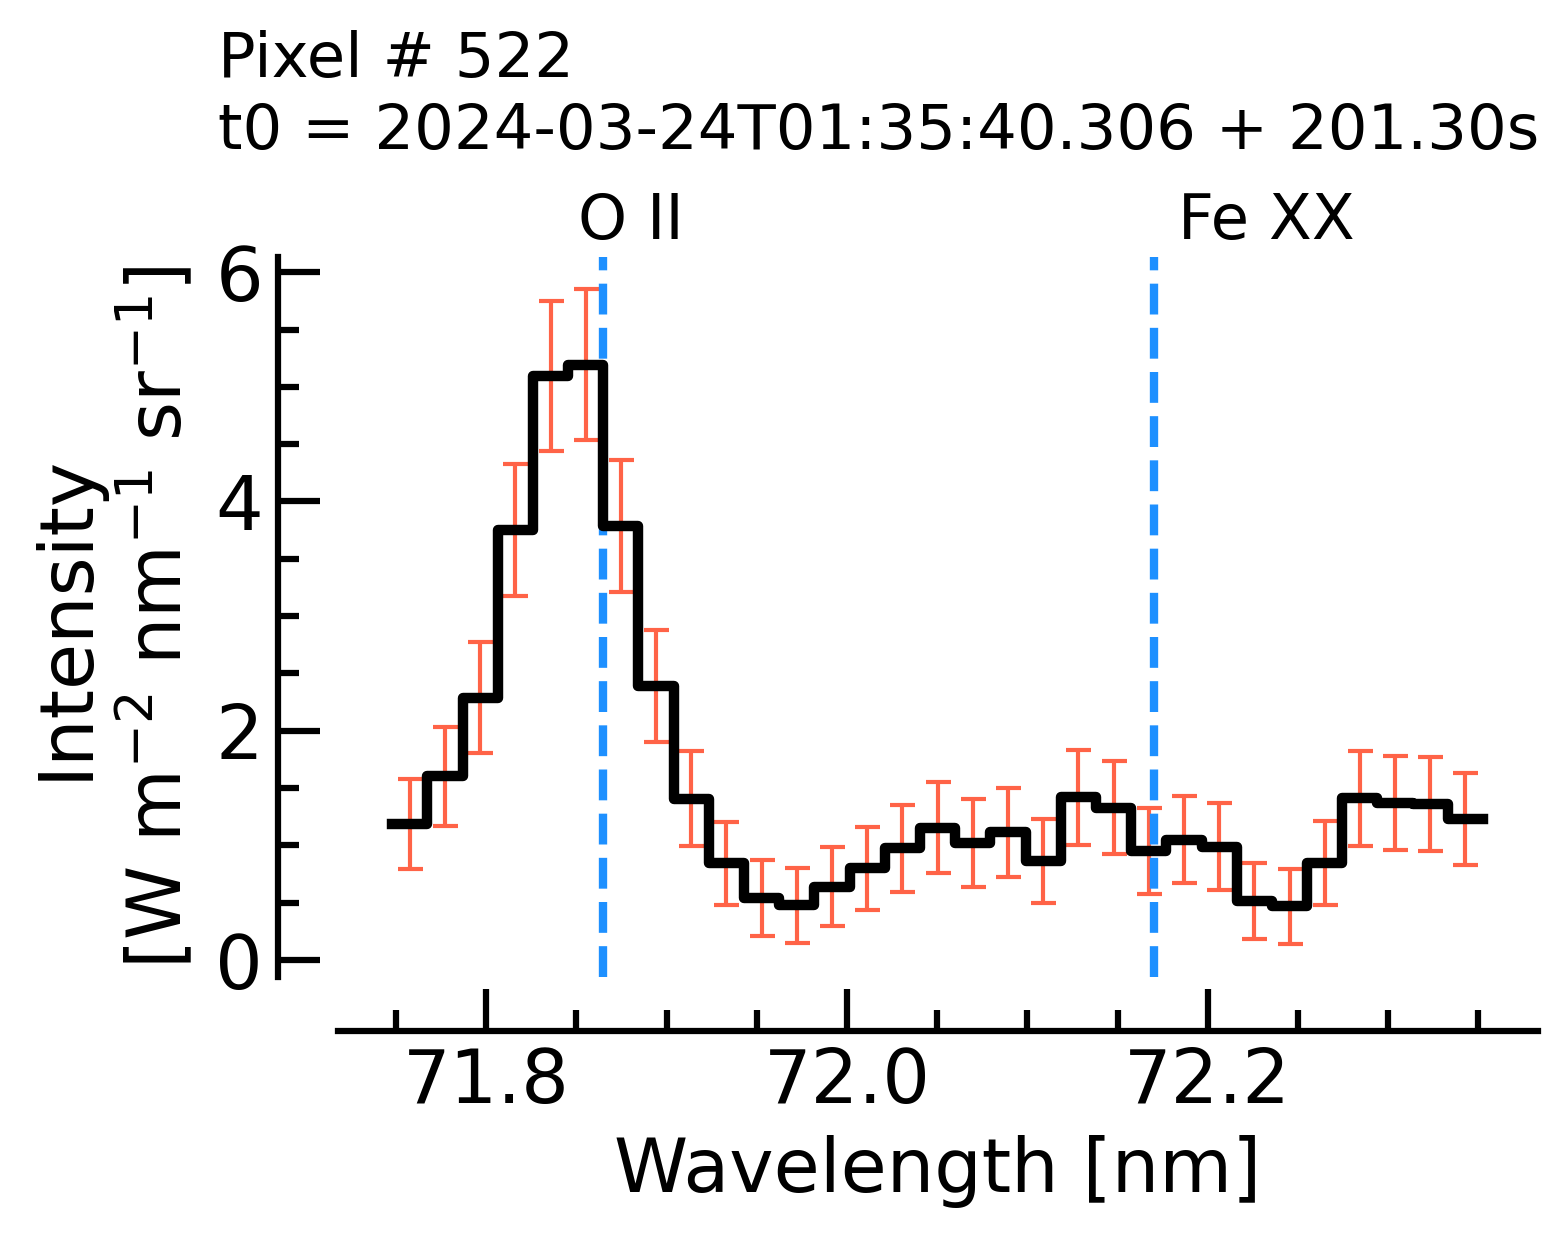 Pixel # 522
t0 = 2024-03-24T01:35:40.306 + 201.30s
O II
Fe XX
Intensity
[W m⁻² nm⁻¹ sr⁻¹]
6
4
2
0
71.8
72.0
72.2
Wavelength [nm]